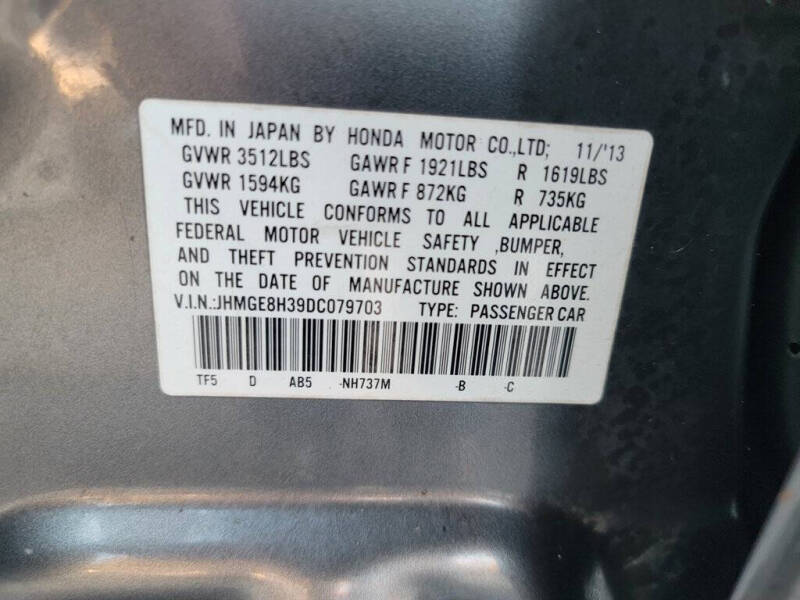 MFD. IN JAPAN BY HONDA MOTOR CO.,LTD; 11/'13
GVWR 3512LBS GAWR F 1921LBS R 1619LBS
GVWR 1594KG GAWR F 872KG R 735KG
THIS VEHICLE CONFORMS TO ALL APPLICABLE
FEDERAL MOTOR VEHICLE SAFETY ,BUMPER,
AND THEFT PREVENTION STANDARDS IN EFFECT
ON THE DATE OF MANUFACTURE SHOWN ABOVE.
V.I.N.:JHMGE8H39DC079703 TYPE: PASSENGER CAR
TF5 D AB5 -NH737M -B -C